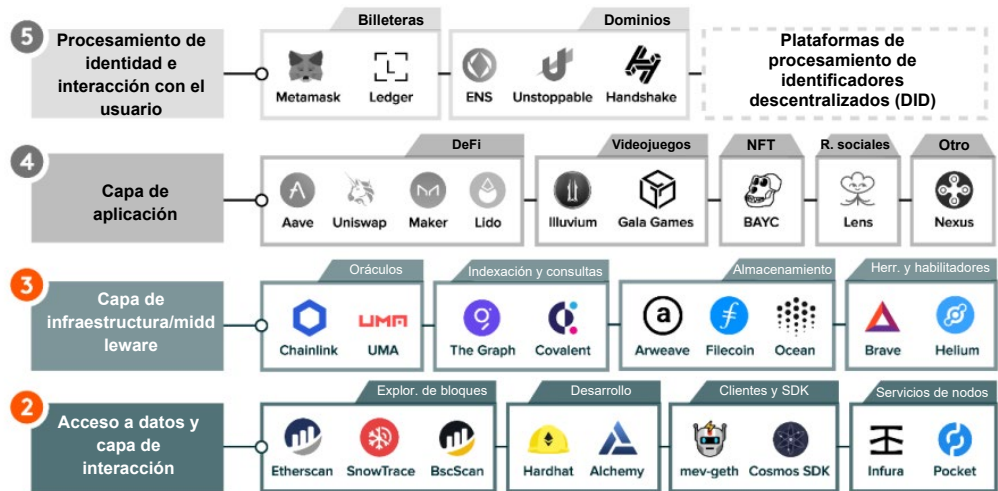 Billeteras
Dominios
5
Procesamiento de
identidad e
interacción con el
usuario
Metamask
Ledger
ENS
Unstoppable
Handshake
Plataformas de
procesamiento de
identificadores
descentralizados (DID)
4
DeFi
Videojuegos
NFT
R. sociales
Otro
Capa de
aplicación
Aave
Uniswap
Maker
Lido
Illuvium
Gala Games
BAYC
Lens
Nexus
3
Oráculos
Indexación y consultas
Almacenamiento
Herr. y habilitadores
Capa de
infraestructura/midd
leware
UMA
a
Chainlink
UMA
The Graph
Covalent
Arweave
Filecoin
Ocean
Brave
Helium
2
Explor. de bloques
Desarrollo
Clientes y SDK
Servicios de nodos
Acceso a datos y
capa de
interacción
Etherscan
SnowTrace
BscScan
Hardhat
Alchemy
mev-geth
Cosmos SDK
Infura
Pocket